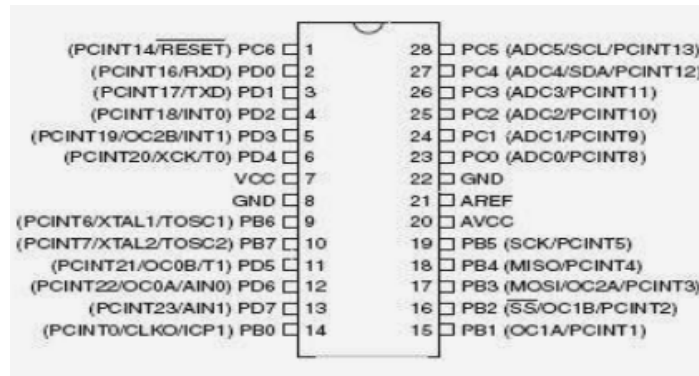 (PCINT14/RESET) PC6 1 28 PC5 (ADC5/SCL/PCINT13)
(PCINT16/RXD) PD0 2 27 PC4 (ADC4/SDA/PCINT12)
(PCINT17/TXD) PD1 3 26 PC3 (ADC3/PCINT11)
(PCINT18/INT0) PD2 4 25 PC2 (ADC2/PCINT10)
(PCINT19/OC2B/INT1) PD3 5 24 PC1 (ADC1/PCINT9)
(PCINT20/XCK/T0) PD4 6 23 PC0 (ADC0/PCINT8)
VCC 7 22 GND
GND 8 21 AREF
(PCINT6/XTAL1/TOSC1) PB6 9 20 AVCC
(PCINT7/XTAL2/TOSC2) PB7 10 19 PB5 (SCK/PCINT5)
(PCINT21/OC0B/T1) PD5 11 18 PB4 (MISO/PCINT4)
(PCINT22/OC0A/AIN0) PD6 12 17 PB3 (MOSI/OC2A/PCINT3)
(PCINT23/AIN1) PD7 13 16 PB2 (SS/OC1B/PCINT2)
(PCINT0/CLKO/ICP1) PB0 14 15 PB1 (OC1A/PCINT1)